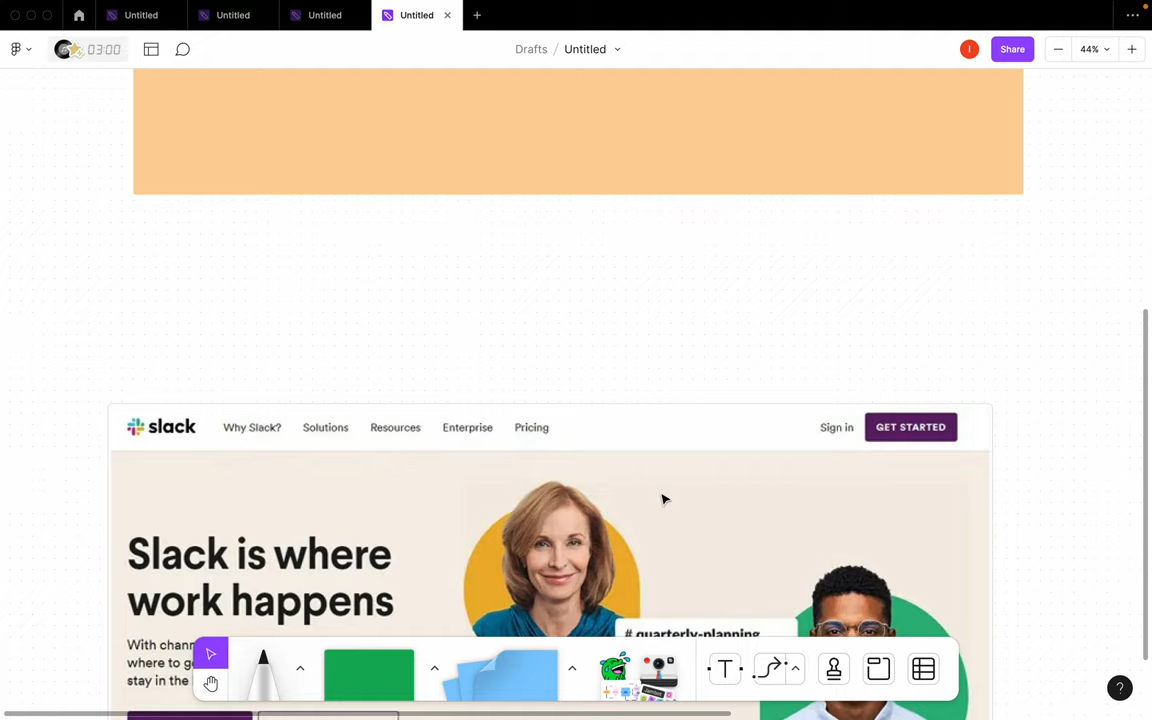 Untitled
Untitled
Untitled
Untitled
03:00
Drafts / Untitled
I
Share
44%
slack
Why Slack?
Solutions
Resources
Enterprise
Pricing
Sign in
GET STARTED
Slack is where
work happens
With chann
where to g
stay in the
# quarterly-planning
T
?